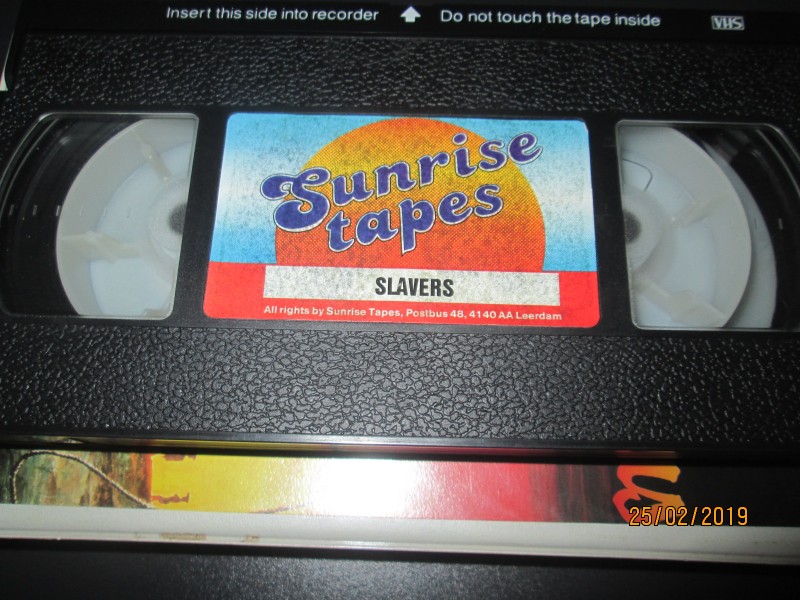 Insert this side into recorder Do not touch the tape inside VHS
Sunrise
tapes
SLAVERS
All rights by Sunrise Tapes, Postbus 48, 4140 AA Leerdam
25/02/2019